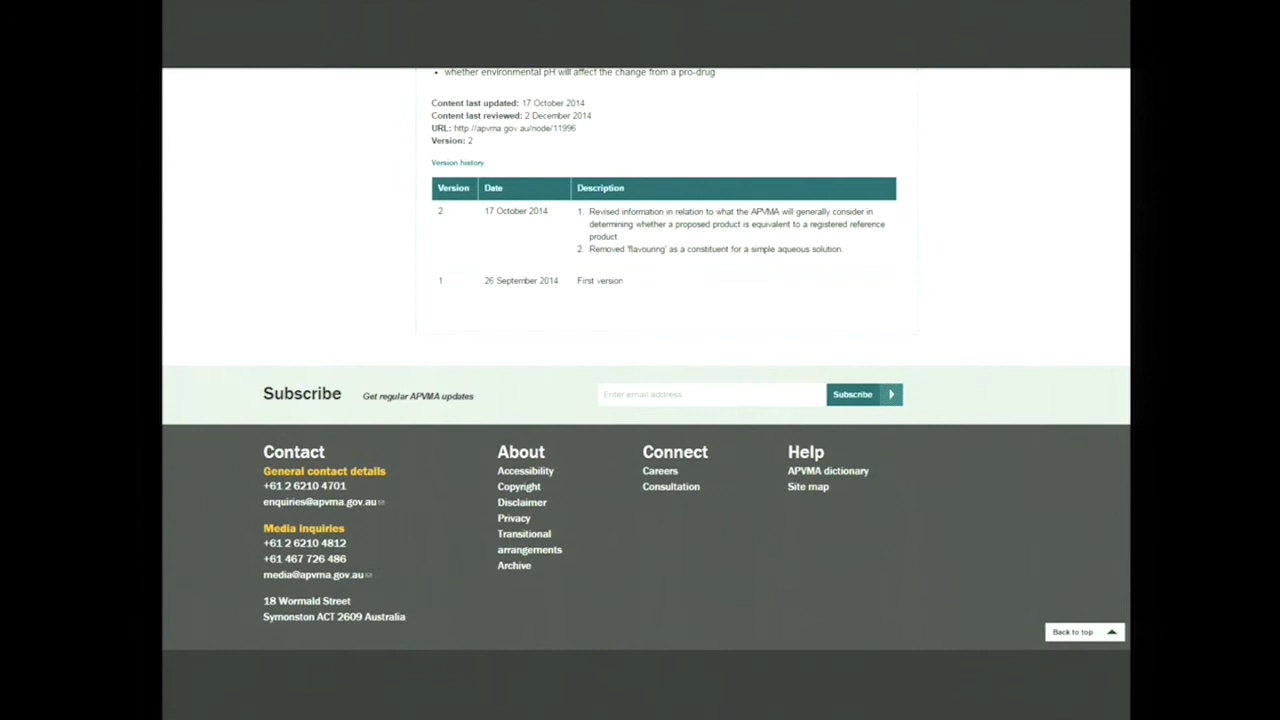 • whether environmental pH will affect the change from a pro-drug
Content last updated: 17 October 2014
Content last reviewed: 2 December 2014
URL: http://apvma.gov.au/node/11996
Version: 2
Version history
Version Date Description
2 17 October 2014 1. Revised information in relation to what the APVMA will generally consider in
determining whether a proposed product is equivalent to a registered reference
product.
2. Removed 'flavouring' as a constituent for a simple aqueous solution.
1 26 September 2014 First version
Subscribe Get regular APVMA updates Enter email address Subscribe
Contact
General contact details
+61 2 6210 4701
enquiries@apvma.gov.au
Media inquiries
+61 2 6210 4812
+61 467 726 486
media@apvma.gov.au
18 Wormald Street
Symonston ACT 2609 Australia
About
Accessibility
Copyright
Disclaimer
Privacy
Transitional
arrangements
Archive
Connect
Careers
Consultation
Help
APVMA dictionary
Site map
Back to top